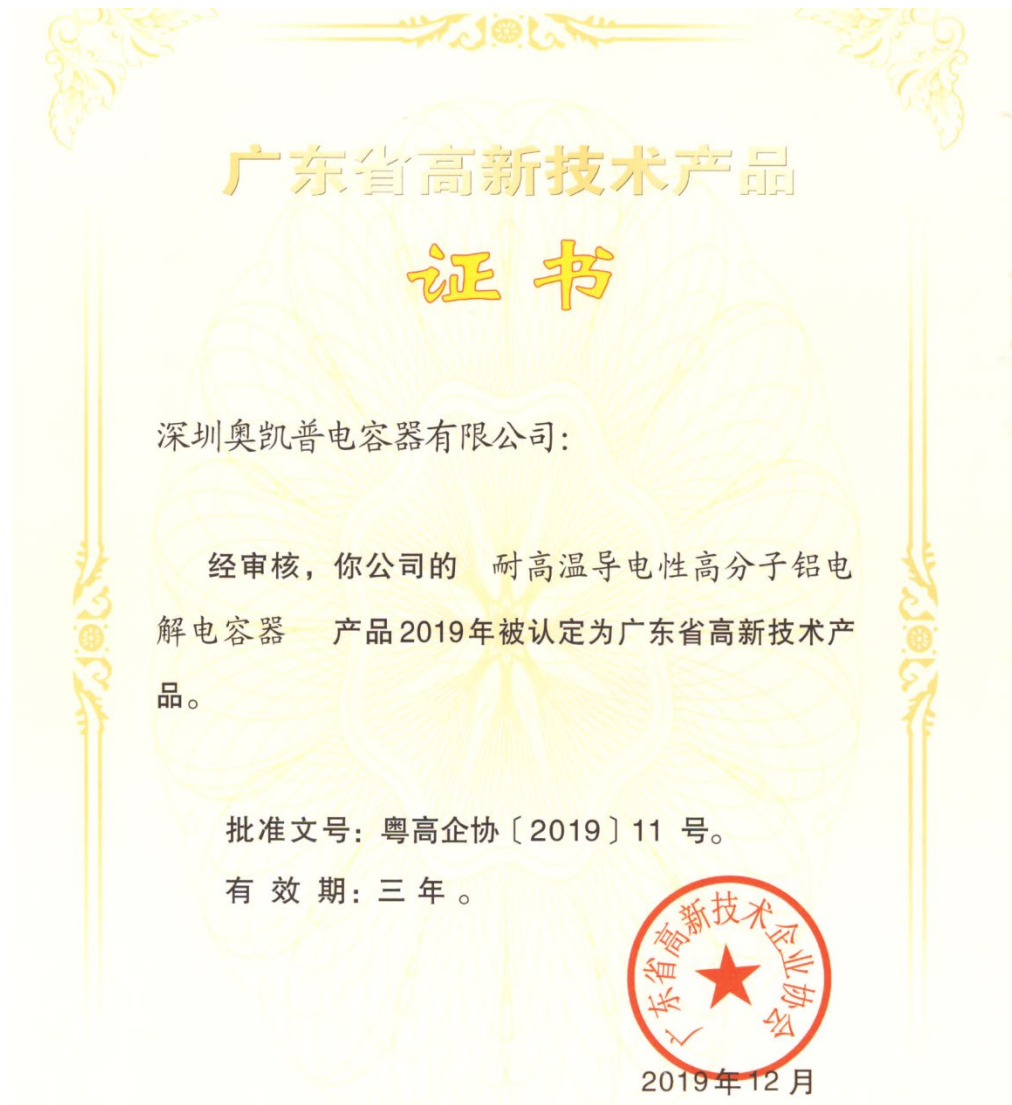 广东省高新技术产品
证书
深圳奥凯普电容器有限公司：
经审核，你公司的 耐高温导电性高分子铝电
解电容器 产品2019年被认定为广东省高新技术产
品。
批准文号：粤高企协〔2019〕11 号。
有 效 期：三 年 。
广东省高新技术企业协会
2019年12月